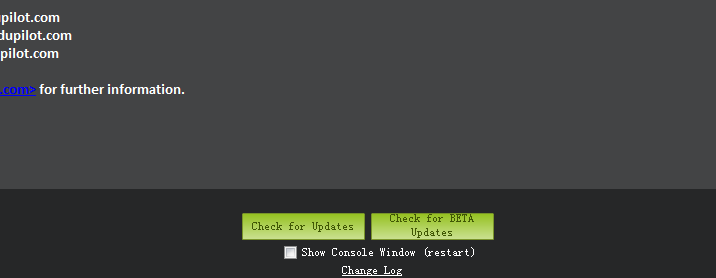 upilot.com
dupilot.com
pilot.com
.com> for further information.
Check for Updates
Check for BETA
Updates
Show Console Window (restart)
Change Log